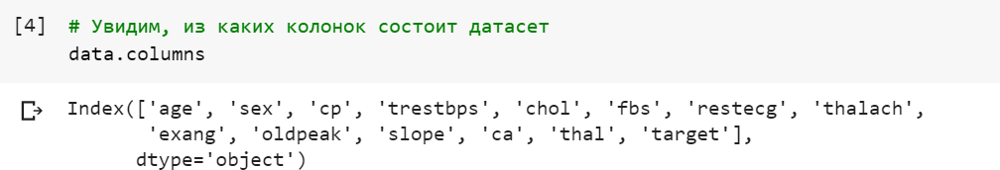 [4] # Увидим, из каких колонок состоит датасет
data.columns
Index(['age', 'sex', 'cp', 'trestbps', 'chol', 'fbs', 'restecg', 'thalach',
'exang', 'oldpeak', 'slope', 'ca', 'thal', 'target'],
dtype='object')